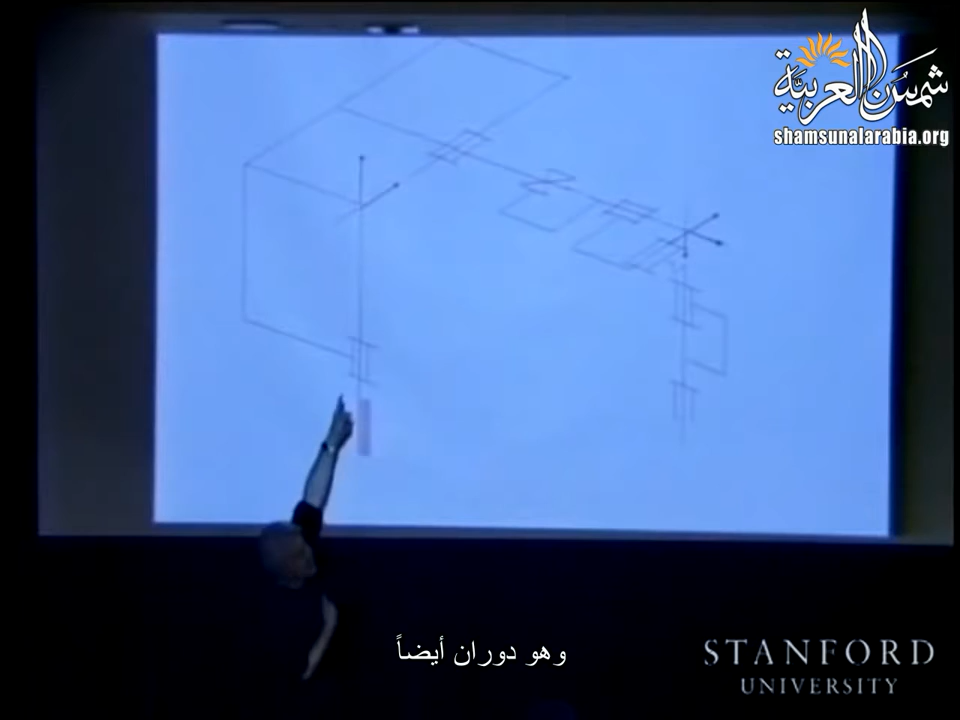 شمس العربية
shamsunalarabia.org
وهو دوران أيضاً
STANFORD
UNIVERSITY